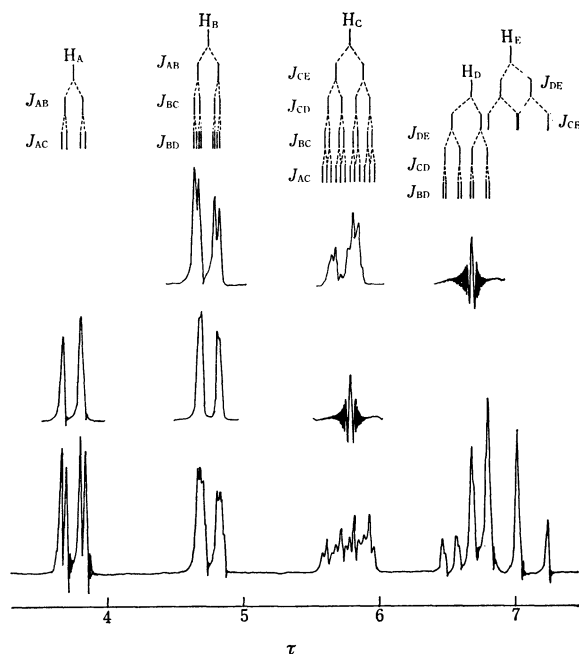 H_A
H_B
H_C
H_D
H_E
J_AB
J_AC
J_AB
J_BC
J_BD
J_CE
J_CD
J_BC
J_AC
J_DE
J_CE
J_DE
J_CD
J_BD
4 5 6 7
τ